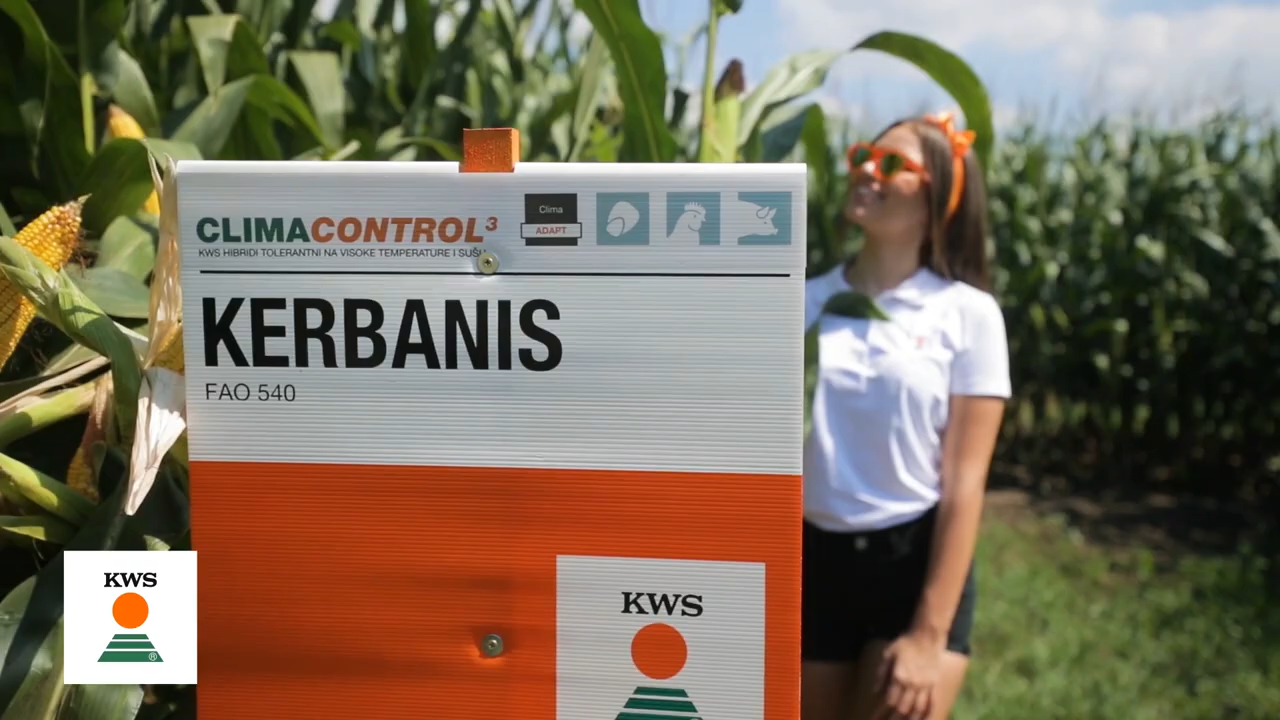 CLIMACONTROL³
KWS HIBRIDI TOLERANTNI NA VISOKE TEMPERATURE I SUŠU
Clima
ADAPT
KERBANIS
FAO 540
KWS
KWS
®